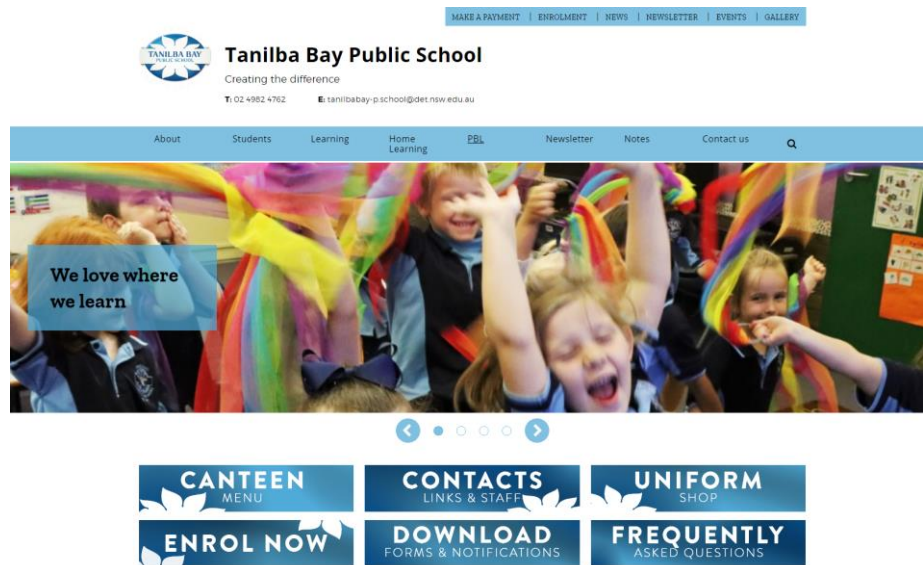 MAKE A PAYMENT | ENROLMENT | NEWS | NEWSLETTER | EVENTS | GALLERY
TANILBA BAY
PUBLIC SCHOOL
Tanilba Bay Public School
Creating the difference
T: 02 4982 4762 E: tanilbabay-p.school@det.nsw.edu.au
About Students Learning Home Learning PBL Newsletter Notes Contact us
We love where
we learn
CANTEEN
MENU
CONTACTS
LINKS & STAFF
UNIFORM
SHOP
ENROL NOW
DOWNLOAD
FORMS & NOTIFICATIONS
FREQUENTLY
ASKED QUESTIONS